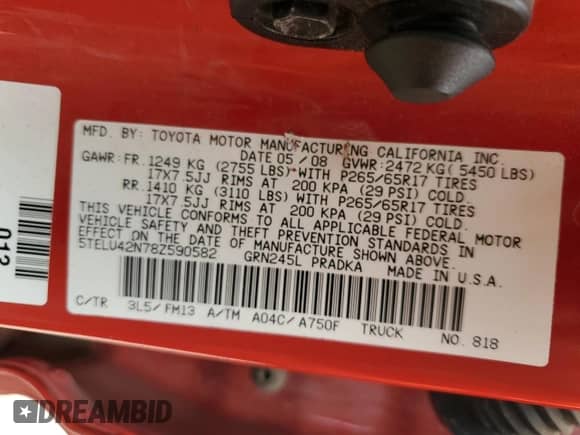 MFD. BY: TOYOTA MOTOR MANUFACTURING CALIFORNIA INC.
DATE 05/08 GVWR: 2472 KG( 5450 LBS)
GAWR: FR. 1249 KG (2755 LBS) WITH P265/65R17 TIRES
17X7.5JJ RIMS AT 200 KPA (29 PSI) COLD.
RR. 1410 KG (3110 LBS) WITH P265/65R17 TIRES
17X7.5JJ RIMS AT 200 KPA (29 PSI) COLD.
THIS VEHICLE CONFORMS TO ALL APPLICABLE FEDERAL MOTOR
VEHICLE SAFETY AND THEFT PREVENTION STANDARDS IN
EFFECT ON THE DATE OF MANUFACTURE SHOWN ABOVE.
5TELU42N78Z590582 GRN245L PRADKA MADE IN U.S.A.
C/TR 3L5/FM13 A/TM A04C/A750F TRUCK NO. 818
012
DREAMBID